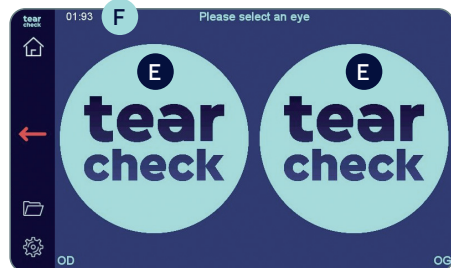 tear
check
01:93
F
Please select an eye
E
tear
check
E
tear
check
OD
OG